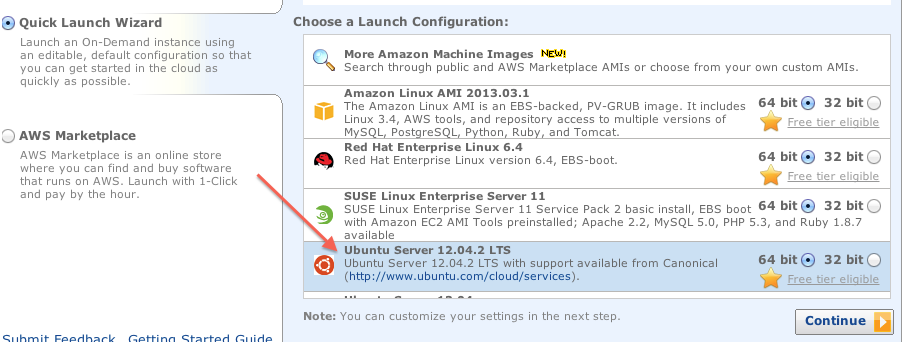 Quick Launch Wizard
Launch an On-Demand instance using
an editable, default configuration so that
you can get started in the cloud as
quickly as possible.
AWS Marketplace
AWS Marketplace is an online store
where you can find and buy software
that runs on AWS. Launch with 1-Click
and pay by the hour.
Submit Feedback Getting Started Guide
Choose a Launch Configuration:
More Amazon Machine Images NEW!
Search through public and AWS Marketplace AMIs or choose from your own custom AMIs.
Amazon Linux AMI 2013.03.1
The Amazon Linux AMI is an EBS-backed, PV-GRUB image. It includes
Linux 3.4, AWS tools, and repository access to multiple versions of
MySQL, PostgreSQL, Python, Ruby, and Tomcat.
64 bit 32 bit
Free tier eligible
Red Hat Enterprise Linux 6.4
Red Hat Enterprise Linux version 6.4, EBS-boot.
64 bit 32 bit
Free tier eligible
SUSE Linux Enterprise Server 11
SUSE Linux Enterprise Server 11 Service Pack 2 basic install, EBS boot
with Amazon EC2 AMI Tools preinstalled; Apache 2.2, MySQL 5.0, PHP 5.3, and Ruby 1.8.7
available
64 bit 32 bit
Ubuntu Server 12.04.2 LTS
Ubuntu Server 12.04.2 LTS with support available from Canonical
(http://www.ubuntu.com/cloud/services).
64 bit 32 bit
Free tier eligible
Note: You can customize your settings in the next step.
Continue